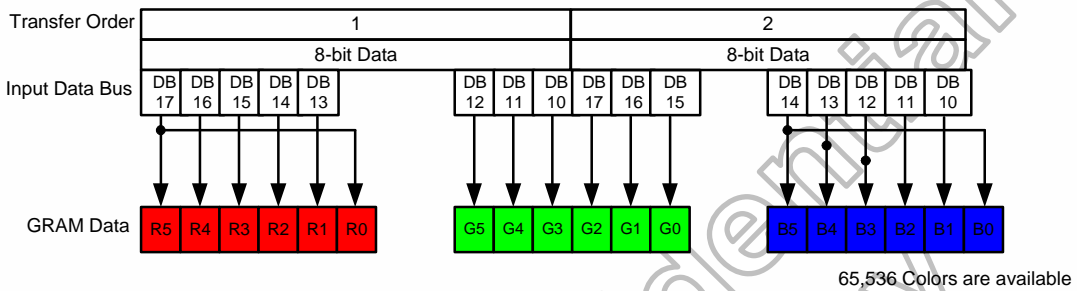 Transfer Order 1 2
8-bit Data 8-bit Data
Input Data Bus DB 17 DB 16 DB 15 DB 14 DB 13 DB 12 DB 11 DB 10 DB 17 DB 16 DB 15 DB 14 DB 13 DB 12 DB 11 DB 10
GRAM Data R5 R4 R3 R2 R1 R0 G5 G4 G3 G2 G1 G0 B5 B4 B3 B2 B1 B0
65,536 Colors are available